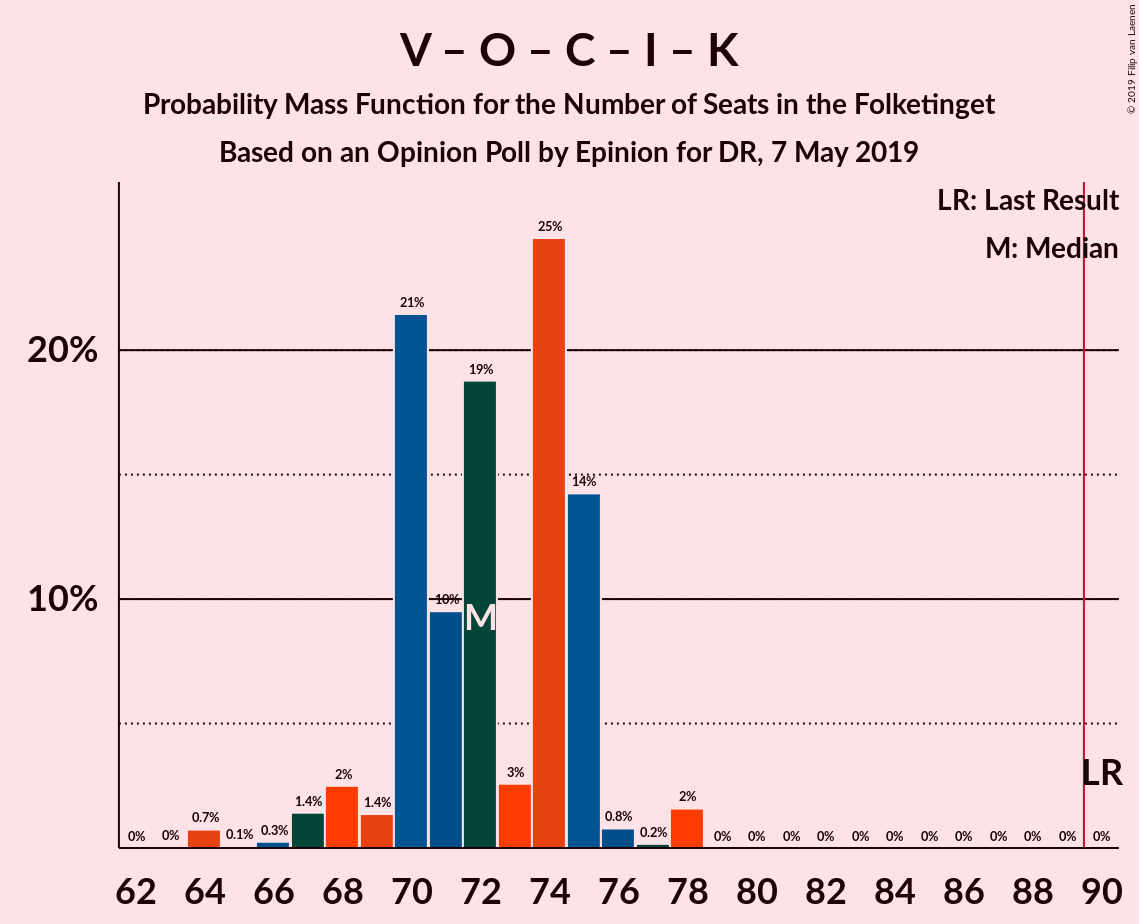 V – O – C – I – K
Probability Mass Function for the Number of Seats in the Folketinget
Based on an Opinion Poll by Epinion for DR, 7 May 2019
© 2019 Filip van Laenen
LR: Last Result
M: Median
20%
10%
0% 0% 0.7% 0.1% 0.3% 1.4% 2% 1.4% 21% 10% 19% 3% 25% 14% 0.8% 0.2% 2% 0% 0% 0% 0% 0% 0% 0% 0% 0% 0% 0% 0%
M
LR
62 64 66 68 70 72 74 76 78 80 82 84 86 88 90